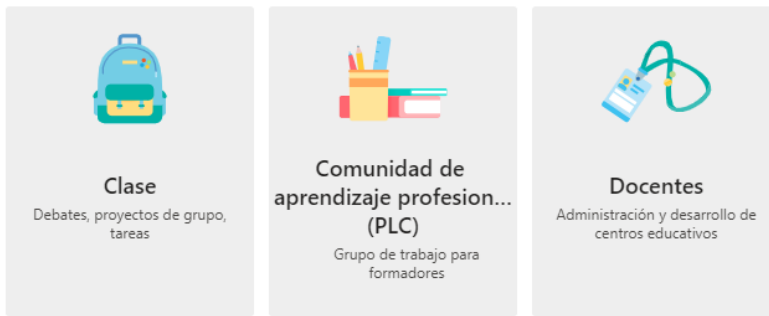 Clase
Debates, proyectos de grupo,
tareas
Comunidad de
aprendizaje profesion...
(PLC)
Grupo de trabajo para
formadores
Docentes
Administración y desarrollo de
centros educativos